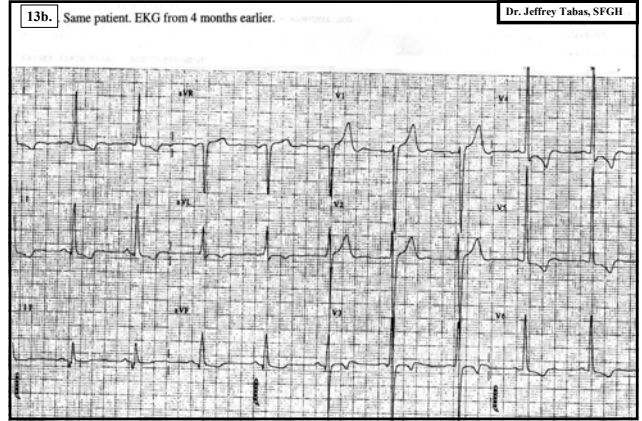 13b. Same patient. EKG from 4 months earlier.
Dr. Jeffrey Tabas, SFGH
aVR
V1
V4
II
aVL
V2
V5
aVF
V3
V6